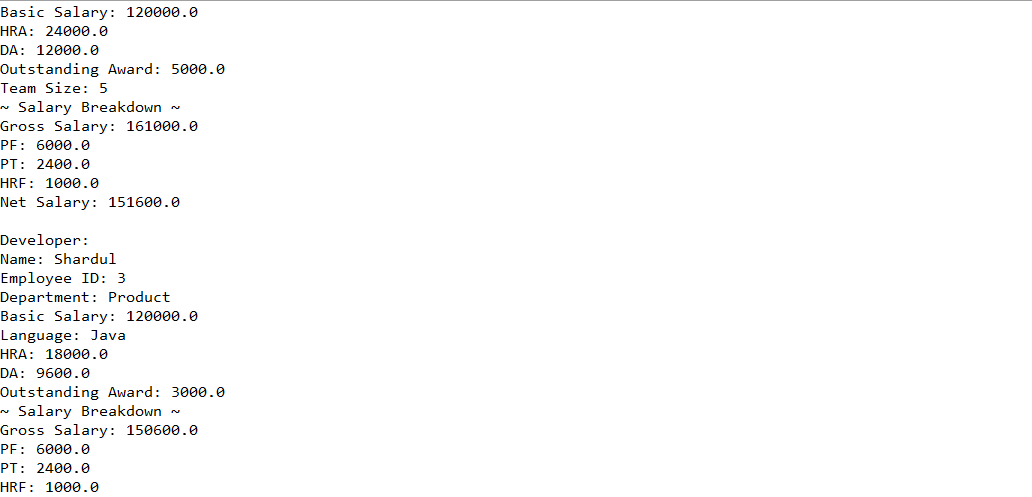 Basic Salary: 120000.0
HRA: 24000.0
DA: 12000.0
Outstanding Award: 5000.0
Team Size: 5
~ Salary Breakdown ~
Gross Salary: 161000.0
PF: 6000.0
PT: 2400.0
HRF: 1000.0
Net Salary: 151600.0

Developer:
Name: Shardul
Employee ID: 3
Department: Product
Basic Salary: 120000.0
Language: Java
HRA: 18000.0
DA: 9600.0
Outstanding Award: 3000.0
~ Salary Breakdown ~
Gross Salary: 150600.0
PF: 6000.0
PT: 2400.0
HRF: 1000.0